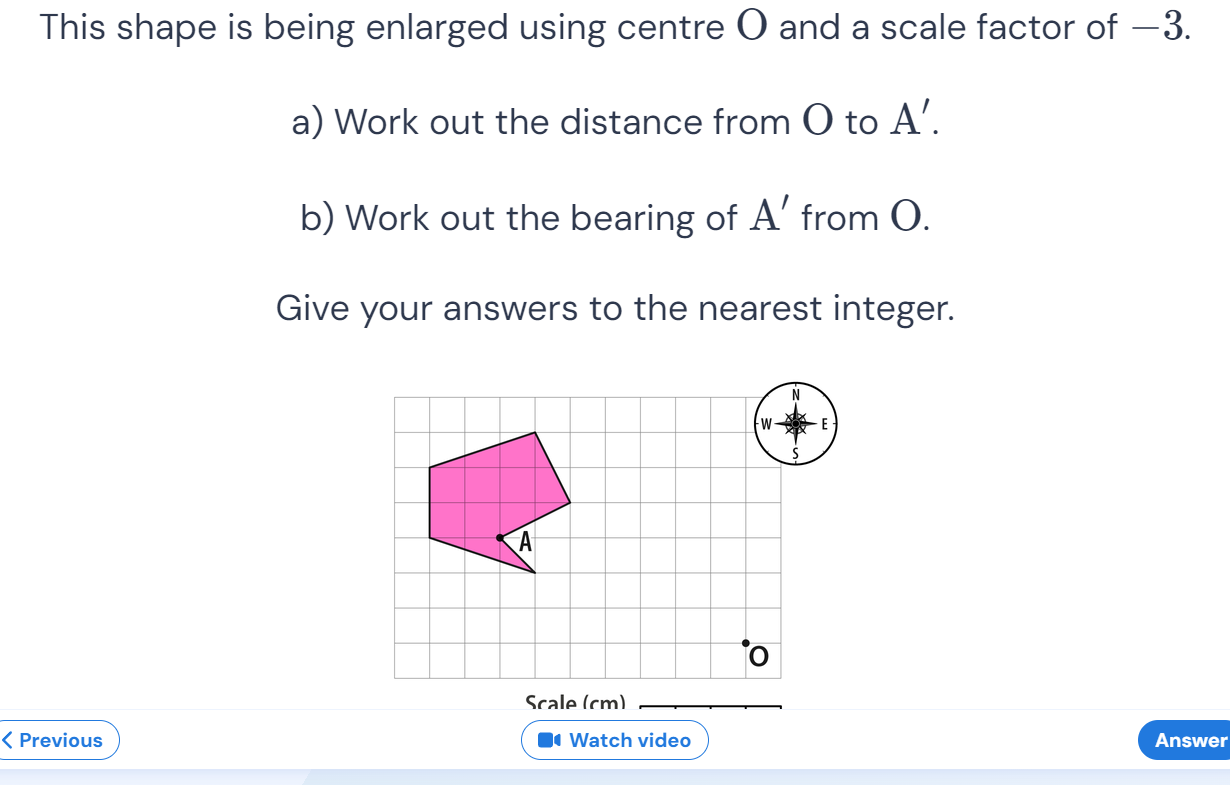 This shape is being enlarged using centre O and a scale factor of −3.
a) Work out the distance from O to A′.
b) Work out the bearing of A′ from O.
Give your answers to the nearest integer.
N
W E
S
A
O
Scale (cm)
Previous
Watch video
Answer